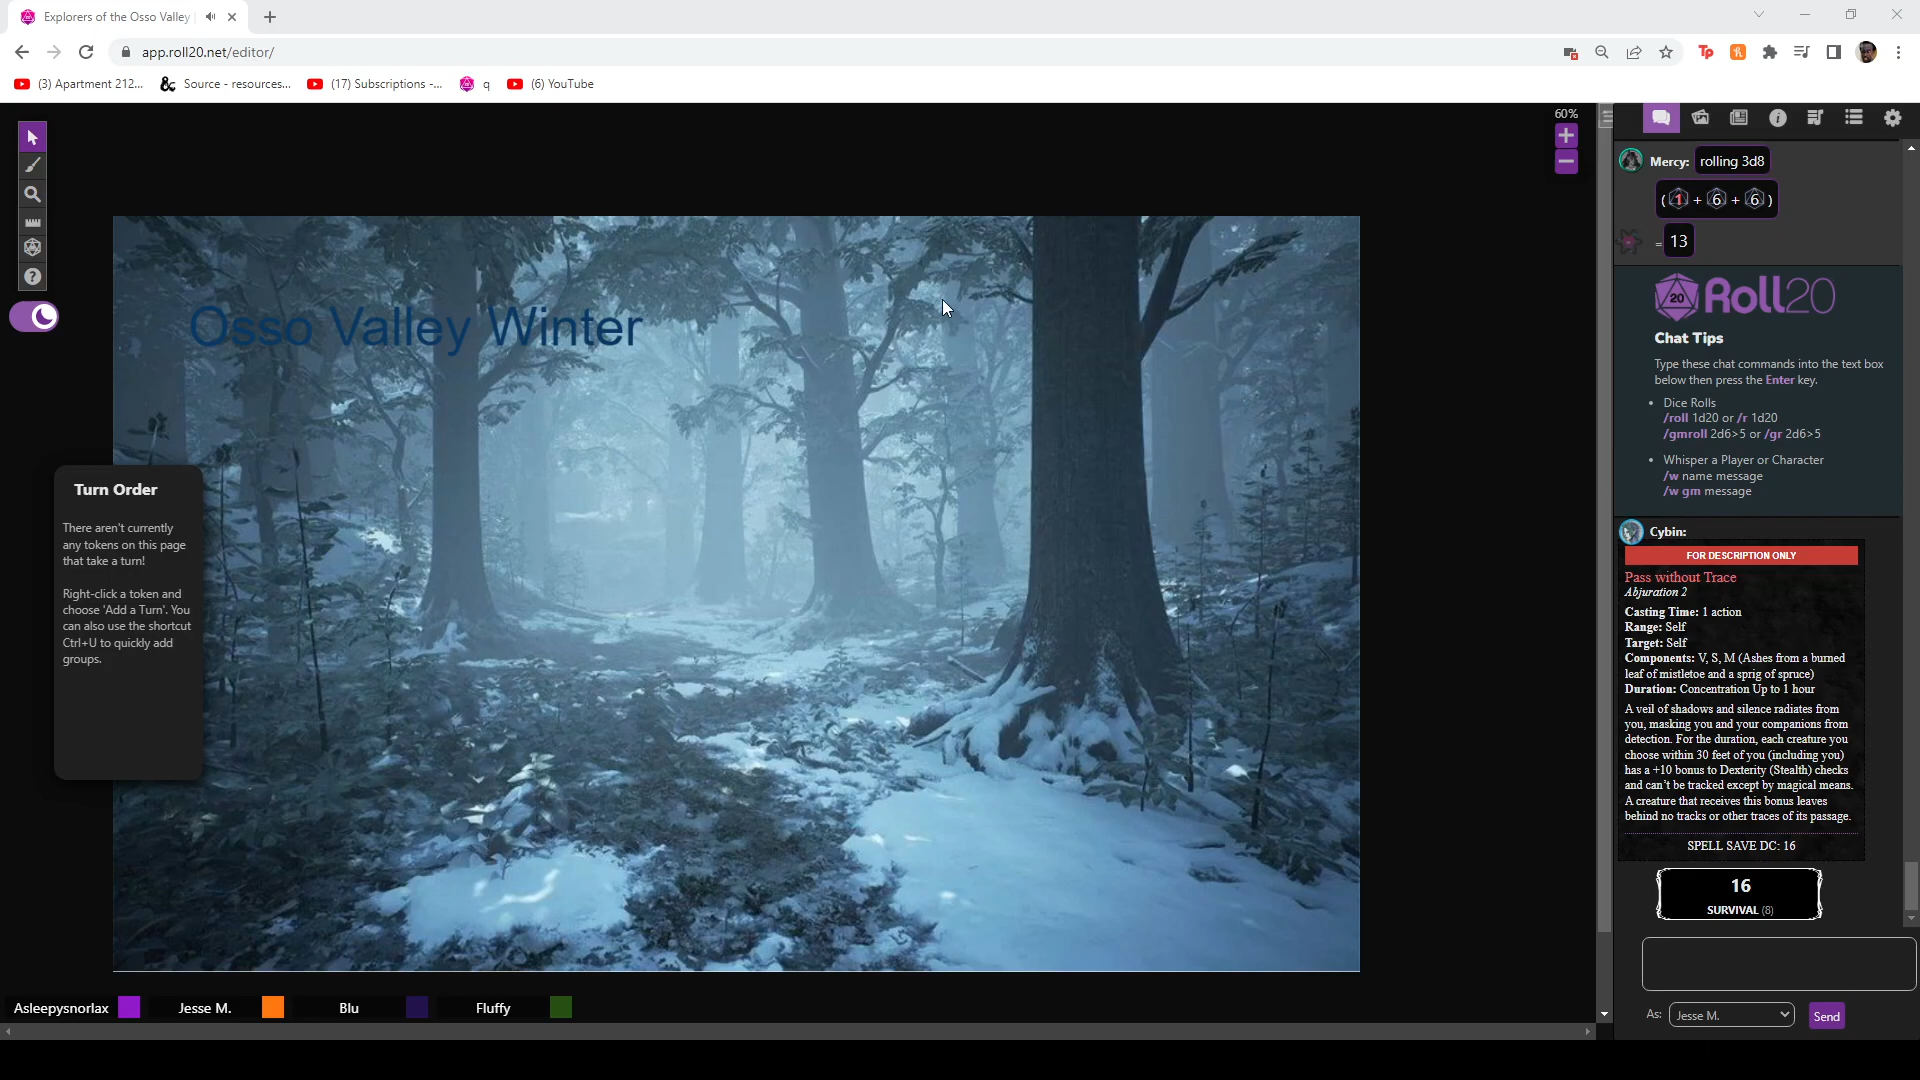 Explorers of the Osso Valley
app.roll20.net/editor/
(3) Apartment 212...
Source - resources...
(17) Subscriptions -...
q
(6) YouTube
60%
Osso Valley Winter
Turn Order
There aren't currently
any tokens on this page
that take a turn!
Right-click a token and
choose 'Add a Turn'. You
can also use the shortcut
Ctrl+U to quickly add
groups.
Asleepysnorlax
Jesse M.
Blu
Fluffy
Mercy: rolling 3d8
(1 + 6 + 6)
= 13
20 Roll20
Chat Tips
Type these chat commands into the text box
below then press the Enter key.
• Dice Rolls
/roll 1d20 or /r 1d20
/gmroll 2d6>5 or /gr 2d6>5
• Whisper a Player or Character
/w name message
/w gm message
Cybin:
FOR DESCRIPTION ONLY
Pass without Trace
Abjuration 2
Casting Time: 1 action
Range: Self
Target: Self
Components: V, S, M (Ashes from a burned
leaf of mistletoe and a sprig of spruce)
Duration: Concentration Up to 1 hour
A veil of shadows and silence radiates from
you, masking you and your companions from
detection. For the duration, each creature you
choose within 30 feet of you (including you)
has a +10 bonus to Dexterity (Stealth) checks
and can't be tracked except by magical means.
A creature that receives this bonus leaves
behind no tracks or other traces of its passage.
SPELL SAVE DC: 16
16
SURVIVAL (8)
As: Jesse M.
Send